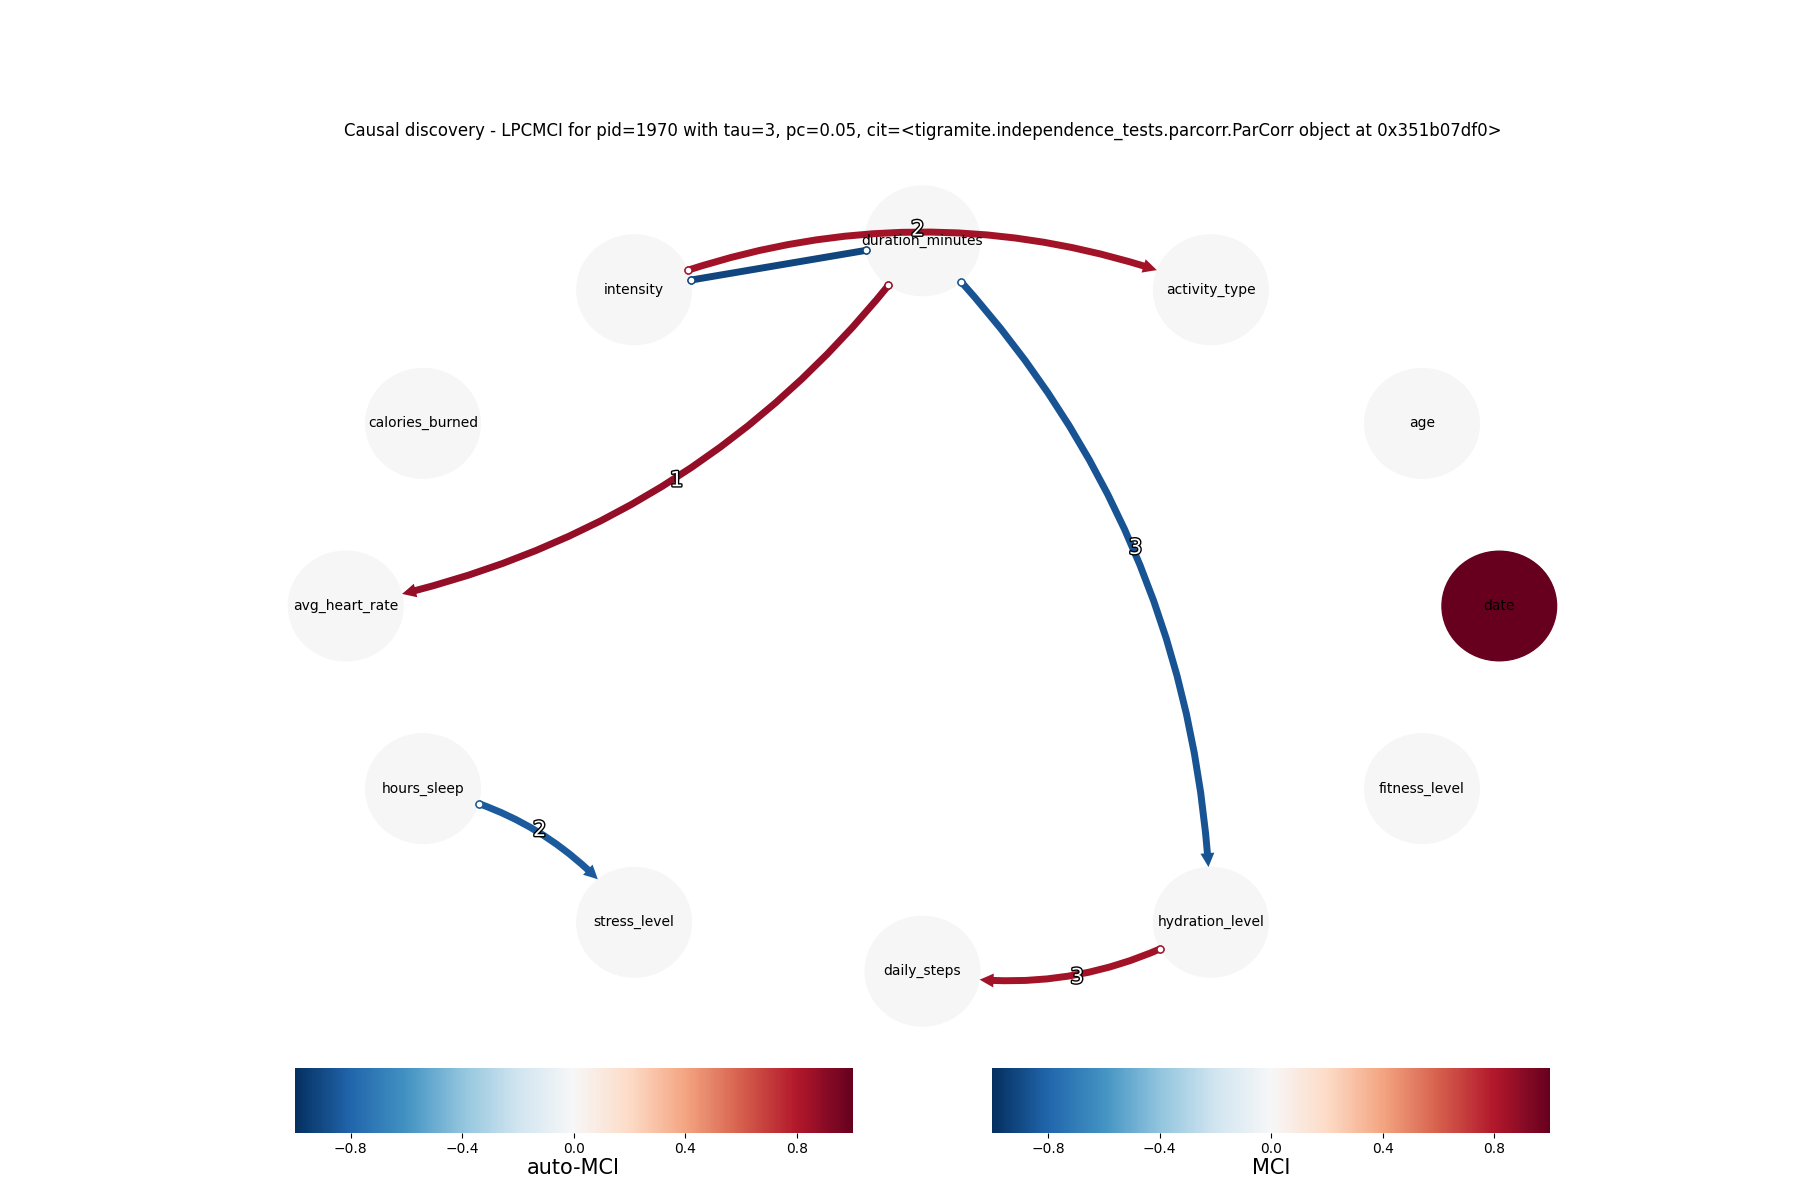 Causal discovery - LPCMCI for pid=1970 with tau=3, pc=0.05, cit=<tigramite.independence_tests.parcorr.ParCorr object at 0x351b07df0>
2
duration_minutes
intensity
activity_type
calories_burned
age
1
3
avg_heart_rate
date
hours_sleep
fitness_level
2
stress_level
hydration_level
daily_steps
3
−0.8 −0.4 0.0 0.4 0.8
auto-MCI
−0.8 −0.4 0.0 0.4 0.8
MCI